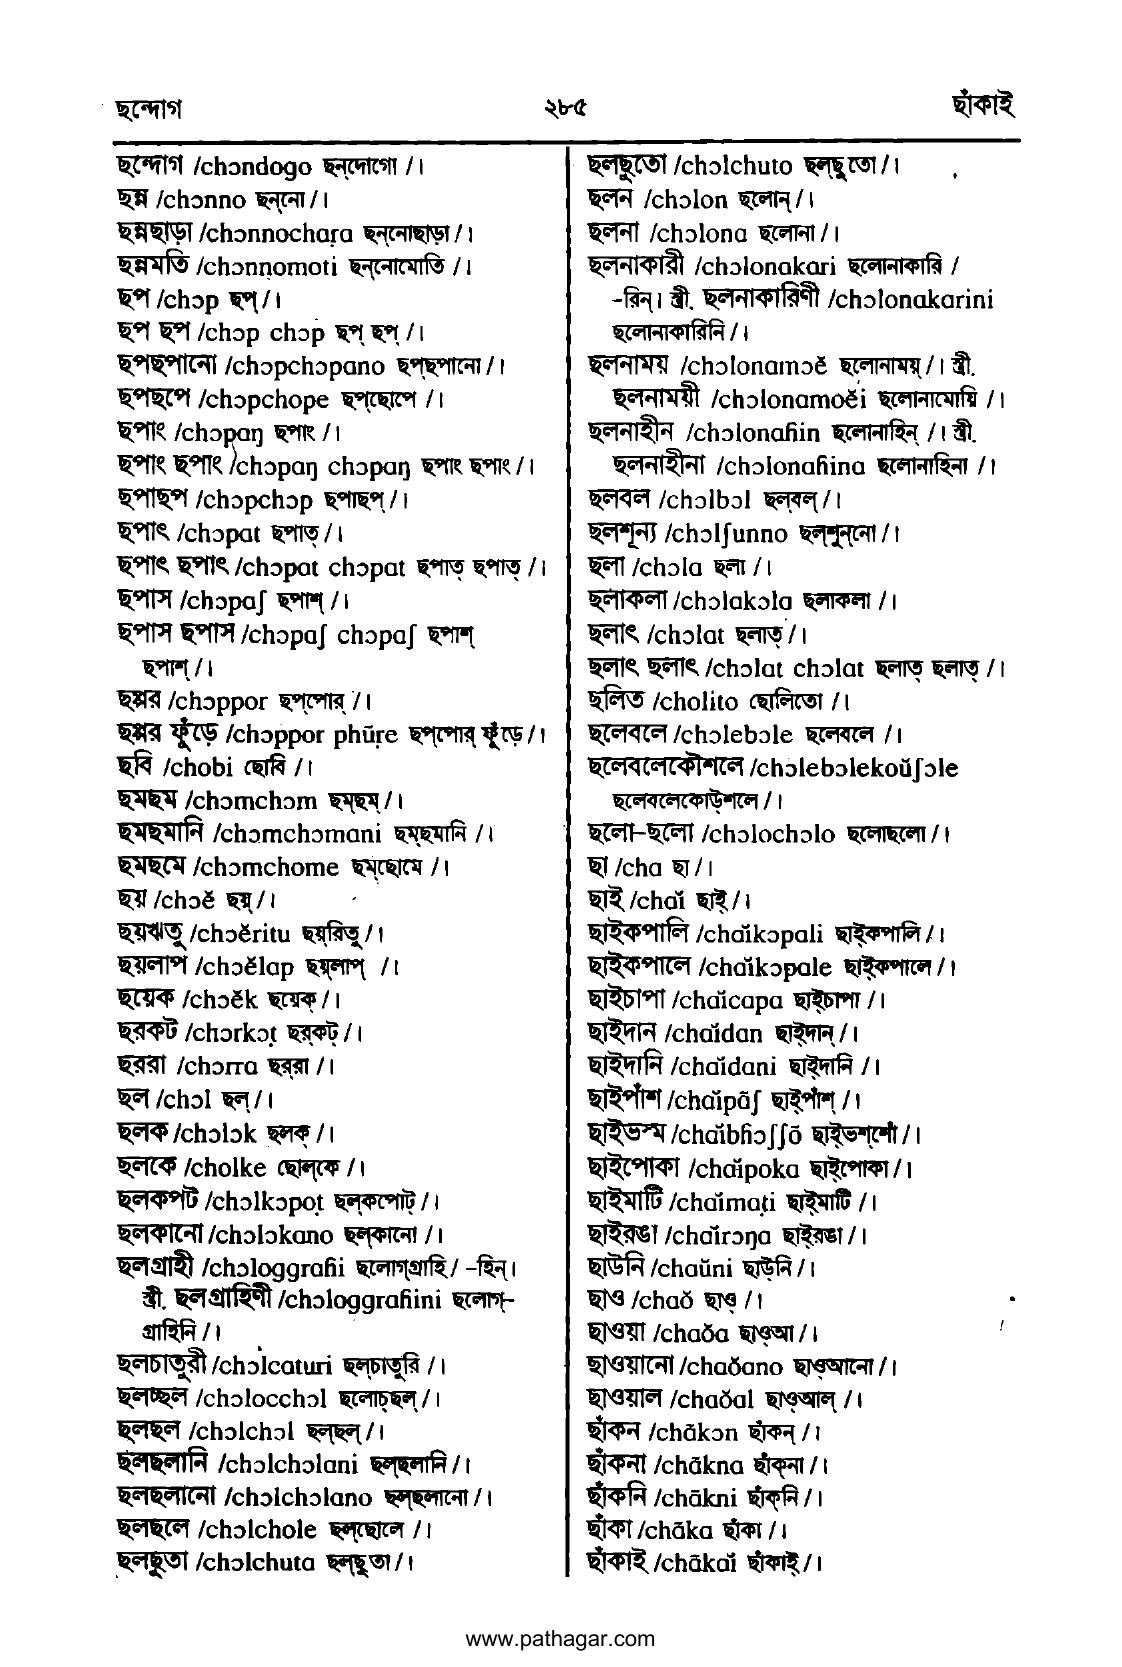 ছন্দোগ ২৮৫ ছাঁকাই
ছন্দোগ /chɔndogo ছন্‌দোগো /।
ছন্ন /chɔnno ছন্‌নো /।
ছন্নছাড়া /chɔnnochaṛa ছন্‌নোছাড়া /।
ছন্নমতি /chɔnnomoti ছন্‌নোমোতি /।
ছপ /chɔp ছপ্ /।
ছপ ছপ /chɔp chɔp ছপ্ ছপ্ /।
ছপছপানো /chɔpchɔpano ছপ্‌ছপানো /।
ছপছপে /chɔpchope ছপ্‌ছোপে /।
ছপাং /chɔpaŋ ছপাং /।
ছপাং ছপাং /chɔpaŋ chɔpaŋ ছপাং ছপাং /।
ছপাছপ /chɔpchɔp ছপাছপ্ /।
ছপাৎ /chɔpat ছপাত্ /।
ছপাৎ ছপাৎ /chɔpat chɔpat ছপাত্ ছপাত্ /।
ছপাস /chɔpaʃ ছপাশ্ /।
ছপাস ছপাস /chɔpaʃ chɔpaʃ ছপাশ্
ছপাশ্ /।
ছপ্পর /chɔppor ছপ্‌পোর্ /।
ছপ্পর ফুঁড়ে /chɔppor phūṛe ছপ্‌পোর্ ফুঁড়ে /।
ছবি /chobi ছোবি /।
ছমছম /chɔmchɔm ছম্‌ছম্ /।
ছমছমানি /chɔmchɔmani ছম্‌ছমানি /।
ছমছমে /chɔmchome ছম্‌ছোমে /।
ছয় /chɔĕ ছয়্ /।
ছয়ঋতু /chɔĕritu ছয়্‌রিতু /।
ছয়লাপ /chɔĕlap ছয়্‌লাপ্ /।
ছয়েক /chɔĕk ছয়েক্ /।
ছরকট /chɔrkɔṭ ছর্‌কট্ /।
ছররা /chɔrra ছর্‌রা /।
ছল /chɔl ছল্ /।
ছলক /chɔlɔk ছলক্ /।
ছলকে /cholke ছোল্‌কে /।
ছলকপট /chɔlkɔpoṭ ছল্‌কপোট্ /।
ছলকানো /chɔlɔkano ছল্‌কানো /।
ছলগ্রাহী /chɔloggraɦi ছলোগ্‌গ্রাহি / -হিন্।
স্ত্রী. ছলগ্রাহিণী /chɔloggraɦini ছলোগ্-
গ্রাহিনি /।
ছলচাতুরী /chɔlcaturi ছল্‌চাতুরি /।
ছলচ্ছল /chɔlocchɔl ছলোচ্‌ছল্ /।
ছলছল /chɔlchɔl ছল্‌ছল্ /।
ছলছলানি /chɔlchɔlani ছল্‌ছলানি /।
ছলছলানো /chɔlchɔlano ছল্‌ছলানো /।
ছলছলে /chɔlchole ছল্‌ছোলে /।
ছলছুতা /chɔlchuta ছল্‌ছুতা /।
ছলছুতো /chɔlchuto ছল্‌ছুতো /।
ছলন /chɔlon ছলোন্ /।
ছলনা /chɔlona ছলোনা /।
ছলনাকারী /chɔlonakari ছলোনাকারি /
-রিন্। স্ত্রী. ছলনাকারিণী /chɔlonakarini
ছলোনাকারিনি /।
ছলনাময় /chɔlonamɔĕ ছলোনাময়্ /। স্ত্রী.
ছলনাময়ী /chɔlonamoĕi ছলোনামোয়ি /।
ছলনাহীন /chɔlonaɦin ছলোনাহিন্ /। স্ত্রী.
ছলনাহীনা /chɔlonaɦina ছলোনাহিনা /।
ছলবল /chɔlbɔl ছল্‌বল্ /।
ছলশূন্য /chɔlʃunno ছল্‌শুন্‌নো /।
ছলা /chɔla ছলা /।
ছলাকলা /chɔlakɔla ছলাকলা /।
ছলাৎ /chɔlat ছলাত্ /।
ছলাৎ ছলাৎ /chɔlat chɔlat ছলাত্ ছলাত্ /।
ছলিত /cholito ছোলিতো /।
ছলেবলে /chɔlebɔle ছলেবলে /।
ছলেবলেকৌশলে /chɔlebɔlekoŭʃɔle
ছলেবলেকোউ্‌শলে /।
ছলো-ছলো /chɔlochɔlo ছলোছলো /।
ছা /cha ছা /।
ছাই /chaĭ ছাই্ /।
ছাইকপালি /chaĭkɔpali ছাই্‌কপালি /।
ছাইকপালে /chaĭkɔpale ছাই্‌কপালে /।
ছাইচাপা /chaĭcapa ছাই্‌চাপা /।
ছাইদান /chaĭdan ছাই্‌দান্ /।
ছাইদানি /chaĭdani ছাই্‌দানি /।
ছাইপাঁশ /chaĭpāʃ ছাই্‌পাঁশ্ /।
ছাইভস্ম /chaĭbɦɔʃʃō ছাই্‌ভশ্‌শোঁ /।
ছাইপোকা /chaĭpoka ছাই্‌পোকা /।
ছাইমাটি /chaĭmaṭi ছাই্‌মাটি /।
ছাইরঙা /chaĭrɔŋa ছাই্‌রঙা /।
ছাউনি /chaŭni ছাউ্‌নি /।
ছাও /chaŏ ছাও্ /।
ছাওয়া /chaŏa ছাও্‌আ /।
ছাওয়ানো /chaŏano ছাও্‌আনো /।
ছাওয়াল /chaŏal ছাও্‌আল্ /।
ছাঁকন /chākɔn ছাঁকন্ /।
ছাঁকনা /chākna ছাঁক্‌না /।
ছাঁকনি /chākni ছাঁক্‌নি /।
ছাঁকা /chāka ছাঁকা /।
ছাঁকাই /chākaĭ ছাঁকাই্ /।
www.pathagar.com